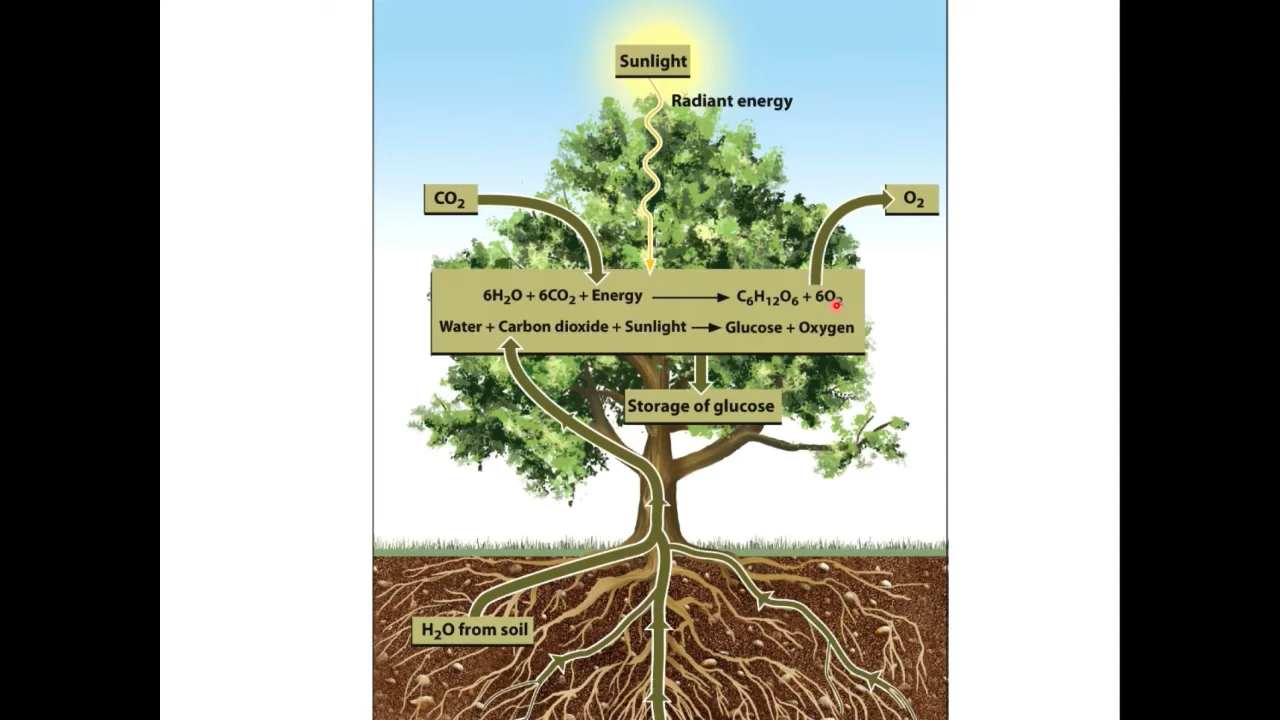 Sunlight
Radiant energy
CO₂
O₂
6H₂O + 6CO₂ + Energy ⟶ C₆H₁₂O₆ + 6O₂
Water + Carbon dioxide + Sunlight ⟶ Glucose + Oxygen
Storage of glucose
H₂O from soil